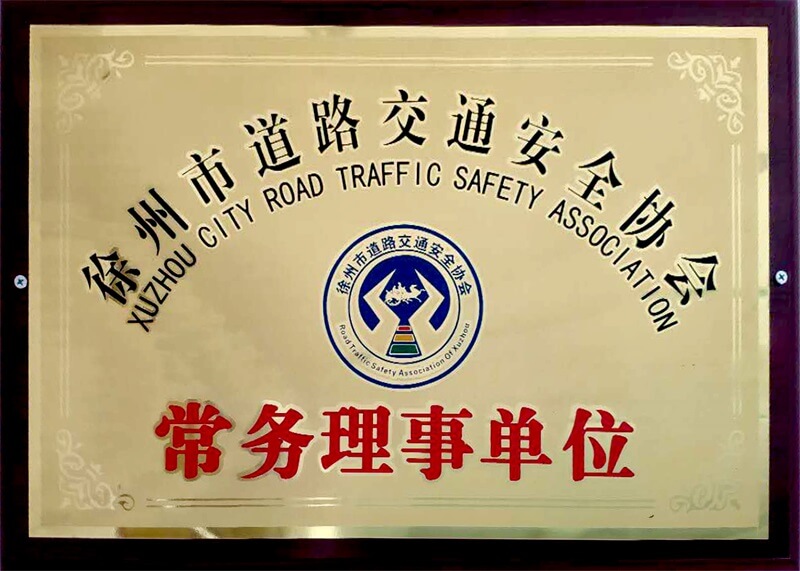 徐州市道路交通安全协会
XUZHOU CITY ROAD TRAFFIC SAFETY ASSOCIATION
徐州市道路交通安全协会
Road Traffic Safety Association Of Xuzhou
常务理事单位